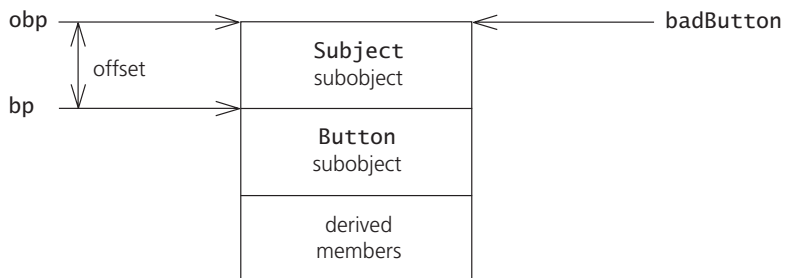 obp
badButton
Subject
subobject
offset
bp
Button
subobject
derived
members